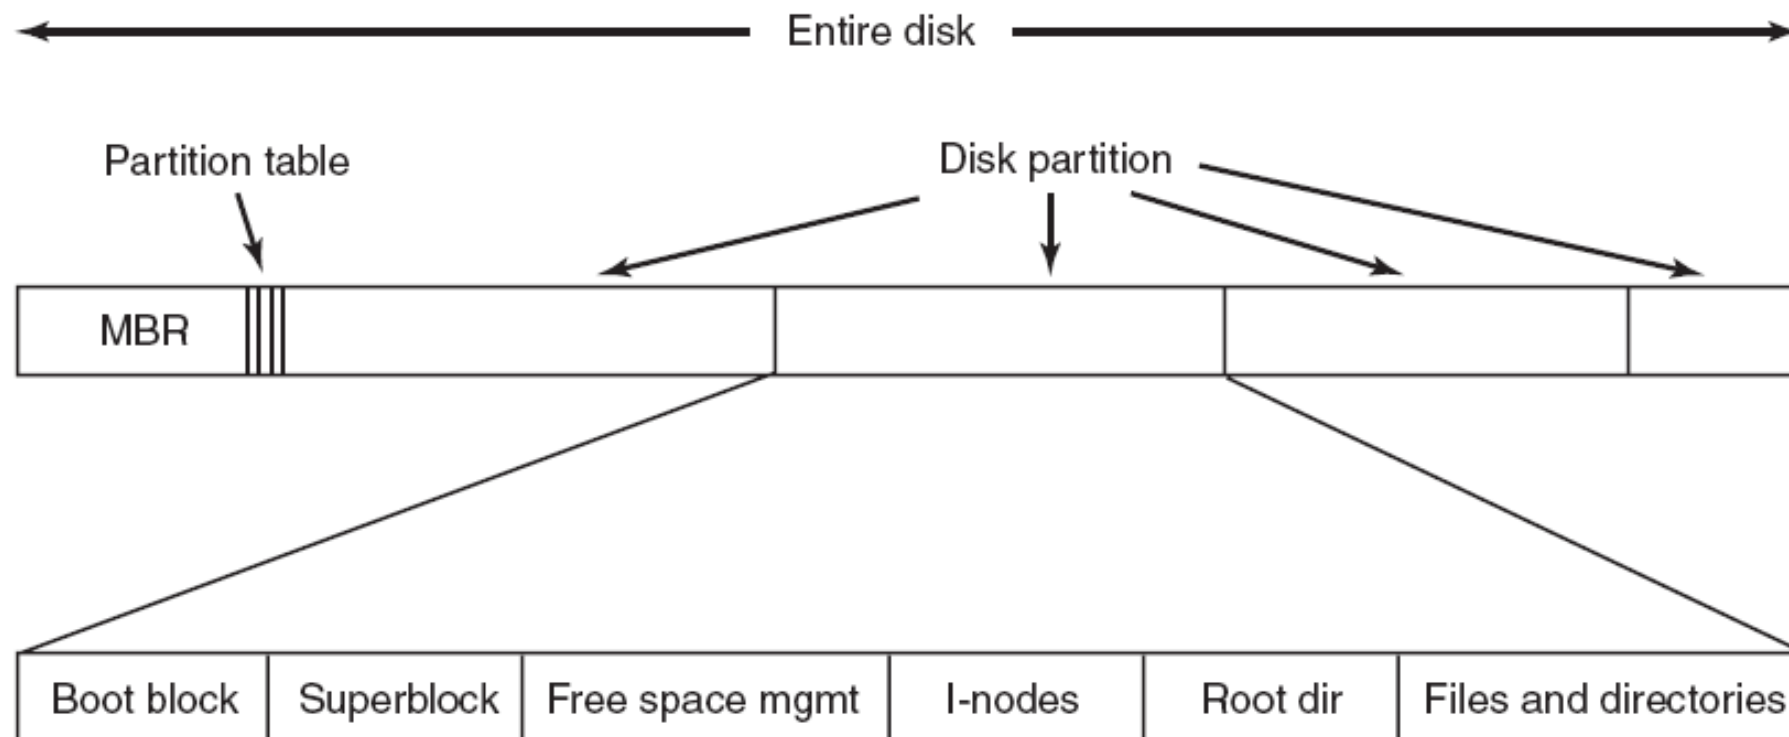 Entire disk
Partition table
Disk partition
MBR
Boot block
Superblock
Free space mgmt
I-nodes
Root dir
Files and directories